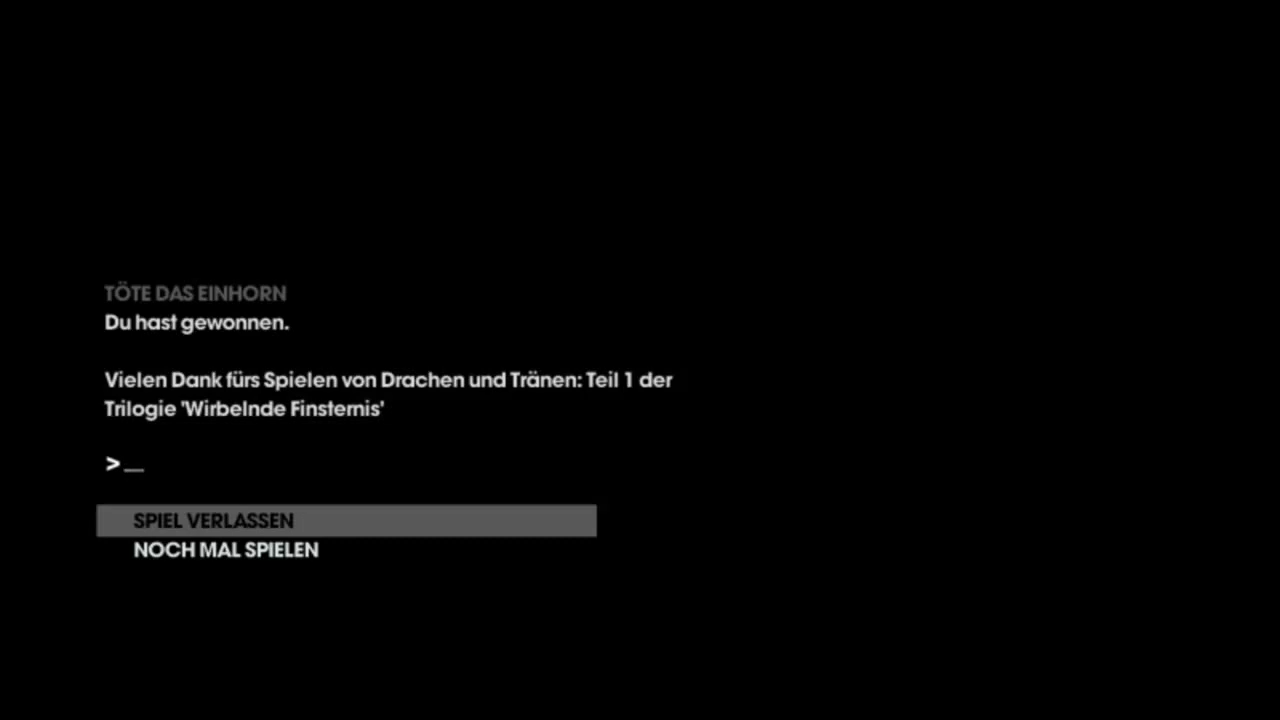 TÖTE DAS EINHORN
Du hast gewonnen.
Vielen Dank fürs Spielen von Drachen und Tränen: Teil 1 der
Trilogie 'Wirbelnde Finsternis'
>__
SPIEL VERLASSEN
NOCH MAL SPIELEN